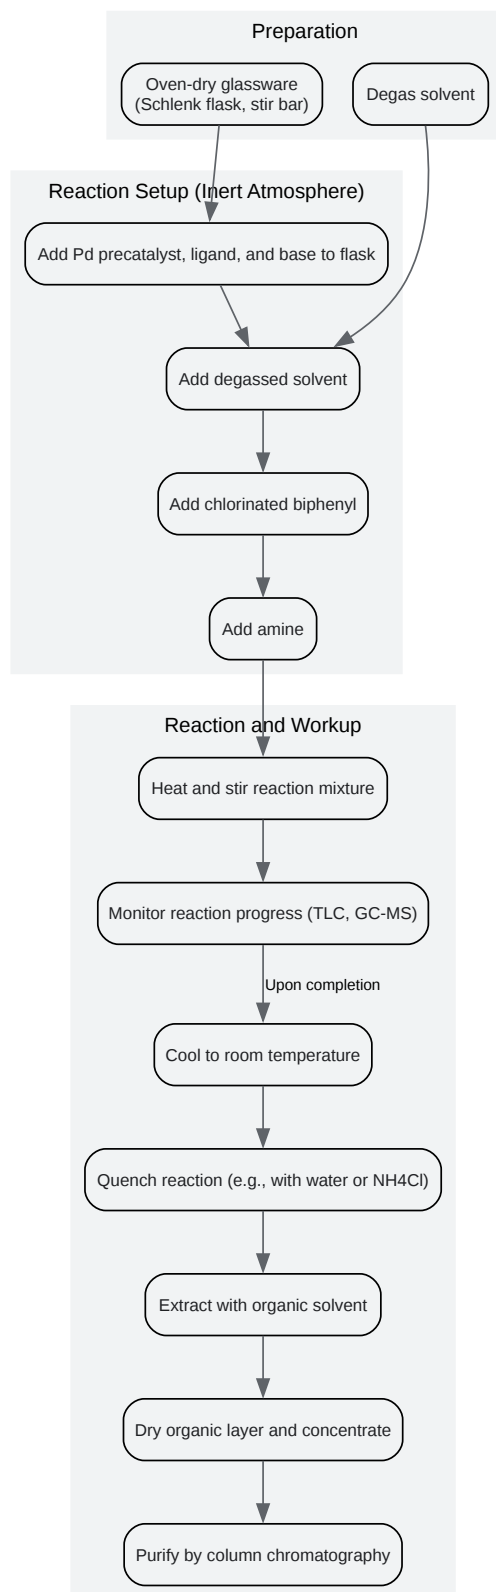 Preparation
Oven-dry glassware
(Schlenk flask, stir bar)
Degas solvent
Reaction Setup (Inert Atmosphere)
Add Pd precatalyst, ligand, and base to flask
Add degassed solvent
Add chlorinated biphenyl
Add amine
Reaction and Workup
Heat and stir reaction mixture
Monitor reaction progress (TLC, GC-MS)
Upon completion
Cool to room temperature
Quench reaction (e.g., with water or NH4Cl)
Extract with organic solvent
Dry organic layer and concentrate
Purify by column chromatography